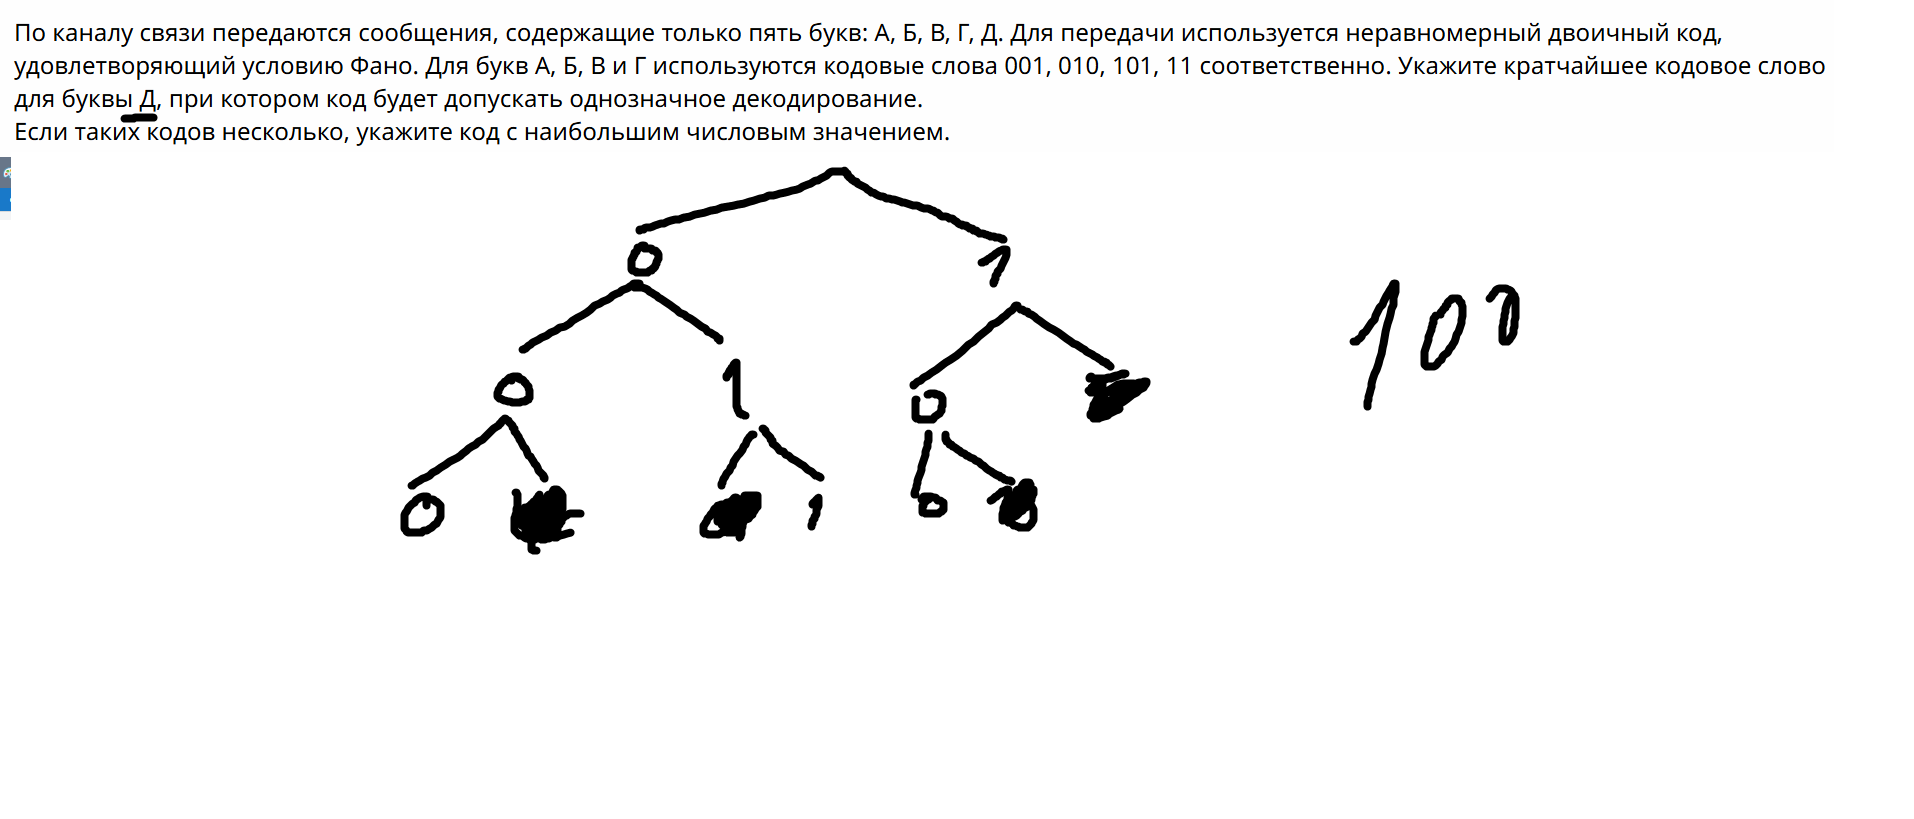 По каналу связи передаются сообщения, содержащие только пять букв: А, Б, В, Г, Д. Для передачи используется неравномерный двоичный код,
удовлетворяющий условию Фано. Для букв А, Б, В и Г используются кодовые слова 001, 010, 101, 11 соответственно. Укажите кратчайшее кодовое слово
для буквы Д, при котором код будет допускать однозначное декодирование.
Если таких кодов несколько, укажите код с наибольшим числовым значением.
0 1
0 1 0
0 1 0
100